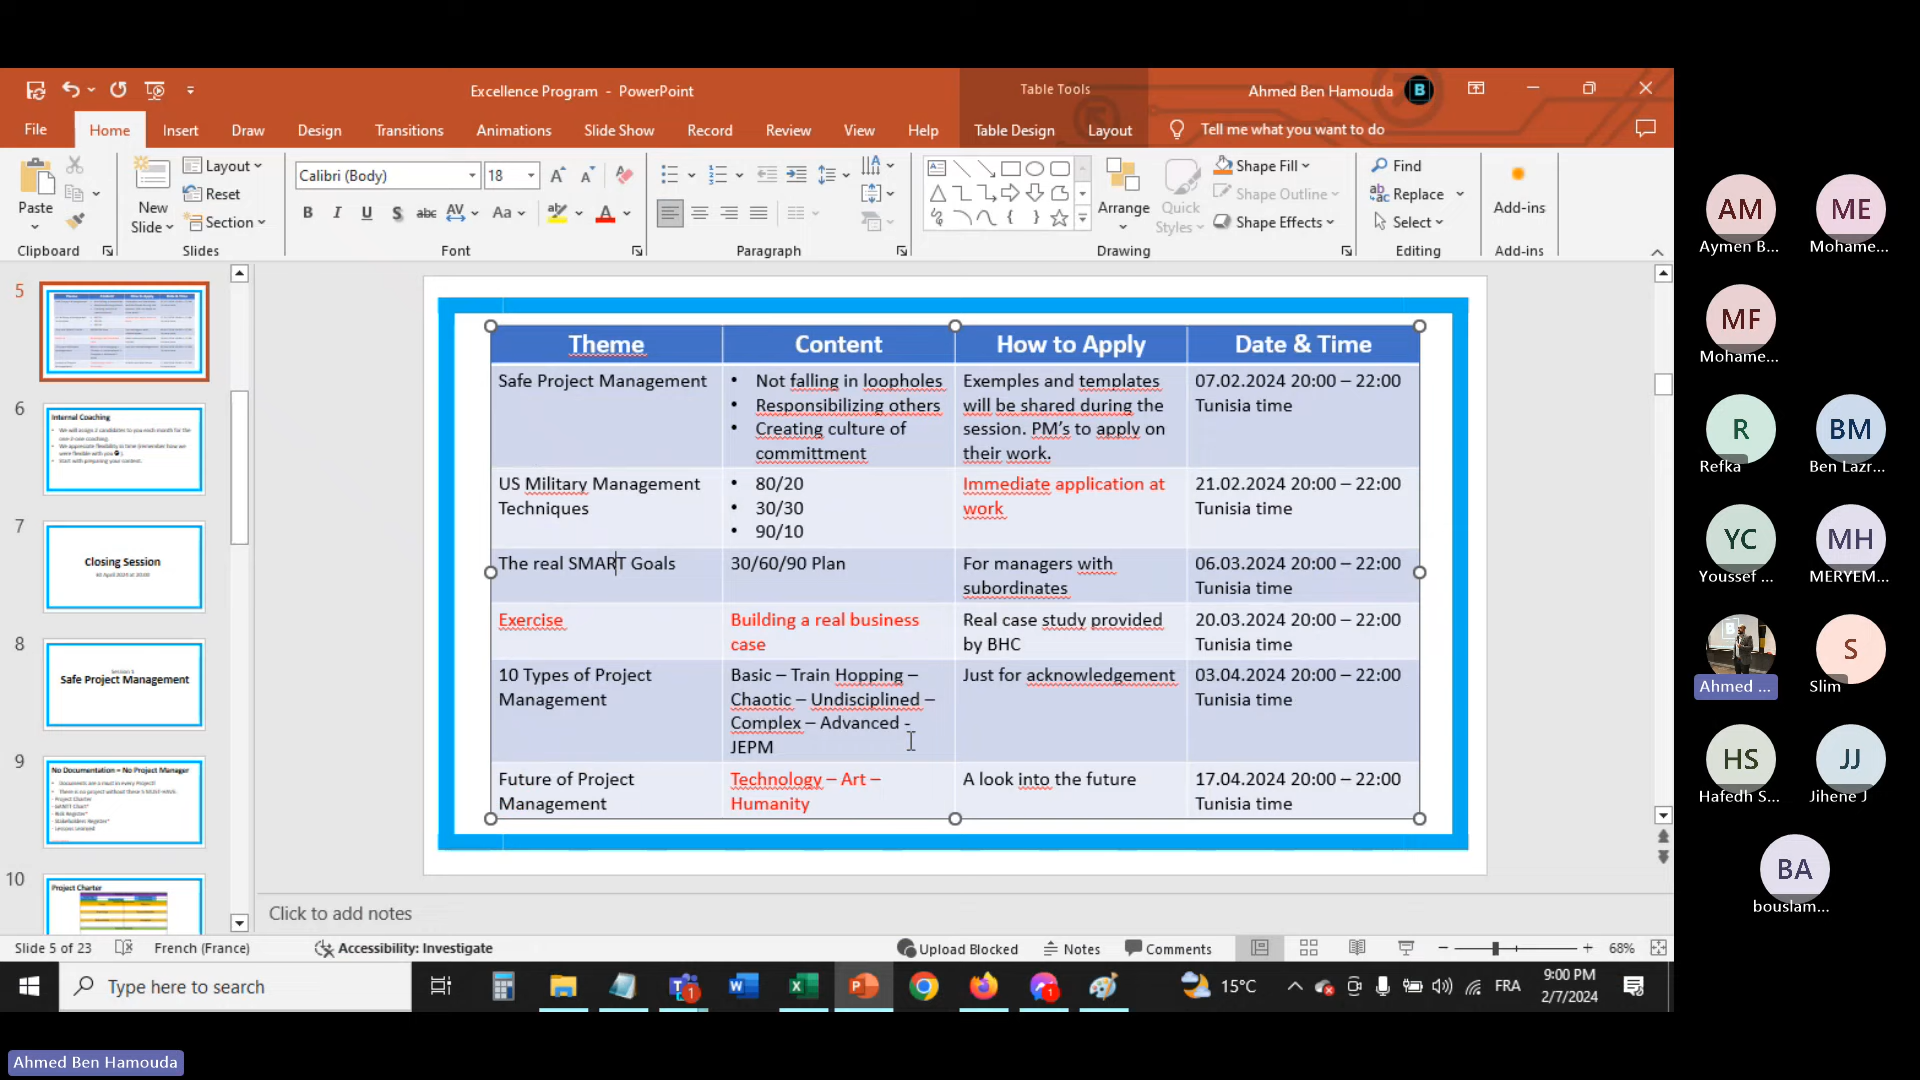 Excellence Program - PowerPoint
Table Tools
Ahmed Ben Hamouda
B
File
Home
Insert
Draw
Design
Transitions
Animations
Slide Show
Record
Review
View
Help
Table Design
Layout
Tell me what you want to do
Paste
New
Slide
Layout
Reset
Section
Calibri (Body)
18
Shape Fill
Shape Outline
Shape Effects
Arrange
Quick
Styles
Find
Replace
Select
Add-ins
Clipboard
Slides
Font
Paragraph
Drawing
Editing
Add-ins
5
6
Internal Coaching
7
Closing Session
8
Safe Project Management
9
No Documentation = No Project Manager
10
Project Charter
Theme
Content
How to Apply
Date & Time
Safe Project Management
• Not falling in loopholes
• Responsibilizing others
• Creating culture of
committment
Exemples and templates
will be shared during the
session. PM's to apply on
their work.
07.02.2024 20:00 – 22:00
Tunisia time
US Military Management
Techniques
• 80/20
• 30/30
• 90/10
Immediate application at
work
21.02.2024 20:00 – 22:00
Tunisia time
The real SMART Goals
30/60/90 Plan
For managers with
subordinates
06.03.2024 20:00 – 22:00
Tunisia time
Exercise
Building a real business
case
Real case study provided
by BHC
20.03.2024 20:00 – 22:00
Tunisia time
10 Types of Project
Management
Basic – Train Hopping –
Chaotic – Undisciplined –
Complex – Advanced -
JEPM
Just for acknowledgement
03.04.2024 20:00 – 22:00
Tunisia time
Future of Project
Management
Technology – Art –
Humanity
A look into the future
17.04.2024 20:00 – 22:00
Tunisia time
Click to add notes
Slide 5 of 23
French (France)
Accessibility: Investigate
Upload Blocked
Notes
Comments
68%
Type here to search
15°C
FRA
9:00 PM
2/7/2024
AM
Aymen B...
ME
Mohame...
MF
Mohame...
R
Refka
BM
Ben Lazr...
YC
Youssef ...
MH
MERYEM...
Ahmed ...
S
Slim
HS
Hafedh S...
JJ
Jihene J
BA
bouslam...
Ahmed Ben Hamouda